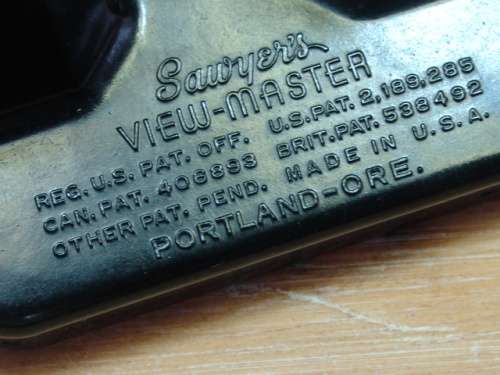 Sawyer's
VIEW-MASTER
REG. U.S. PAT. OFF. U.S. PAT. 2,189,285
CAN. PAT. 406893 BRIT. PAT. 538492
OTHER PAT. PEND. MADE IN U.S.A.
PORTLAND-ORE.